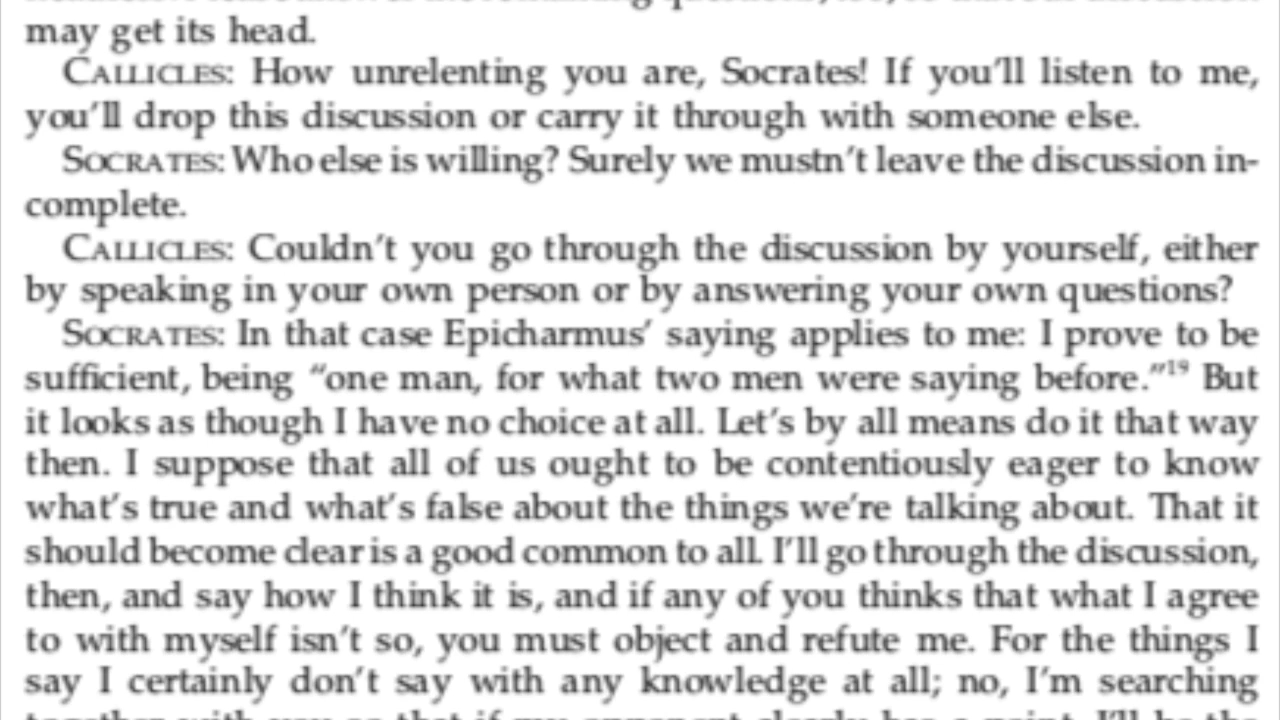 may get its head.
CALLICLES: How unrelenting you are, Socrates! If you'll listen to me,
you'll drop this discussion or carry it through with someone else.
SOCRATES: Who else is willing? Surely we mustn't leave the discussion in-
complete.
CALLICLES: Couldn't you go through the discussion by yourself, either
by speaking in your own person or by answering your own questions?
SOCRATES: In that case Epicharmus' saying applies to me: I prove to be
sufficient, being "one man, for what two men were saying before."¹⁹ But
it looks as though I have no choice at all. Let's by all means do it that way
then. I suppose that all of us ought to be contentiously eager to know
what's true and what's false about the things we're talking about. That it
should become clear is a good common to all. I'll go through the discussion,
then, and say how I think it is, and if any of you thinks that what I agree
to with myself isn't so, you must object and refute me. For the things I
say I certainly don't say with any knowledge at all; no, I'm searching